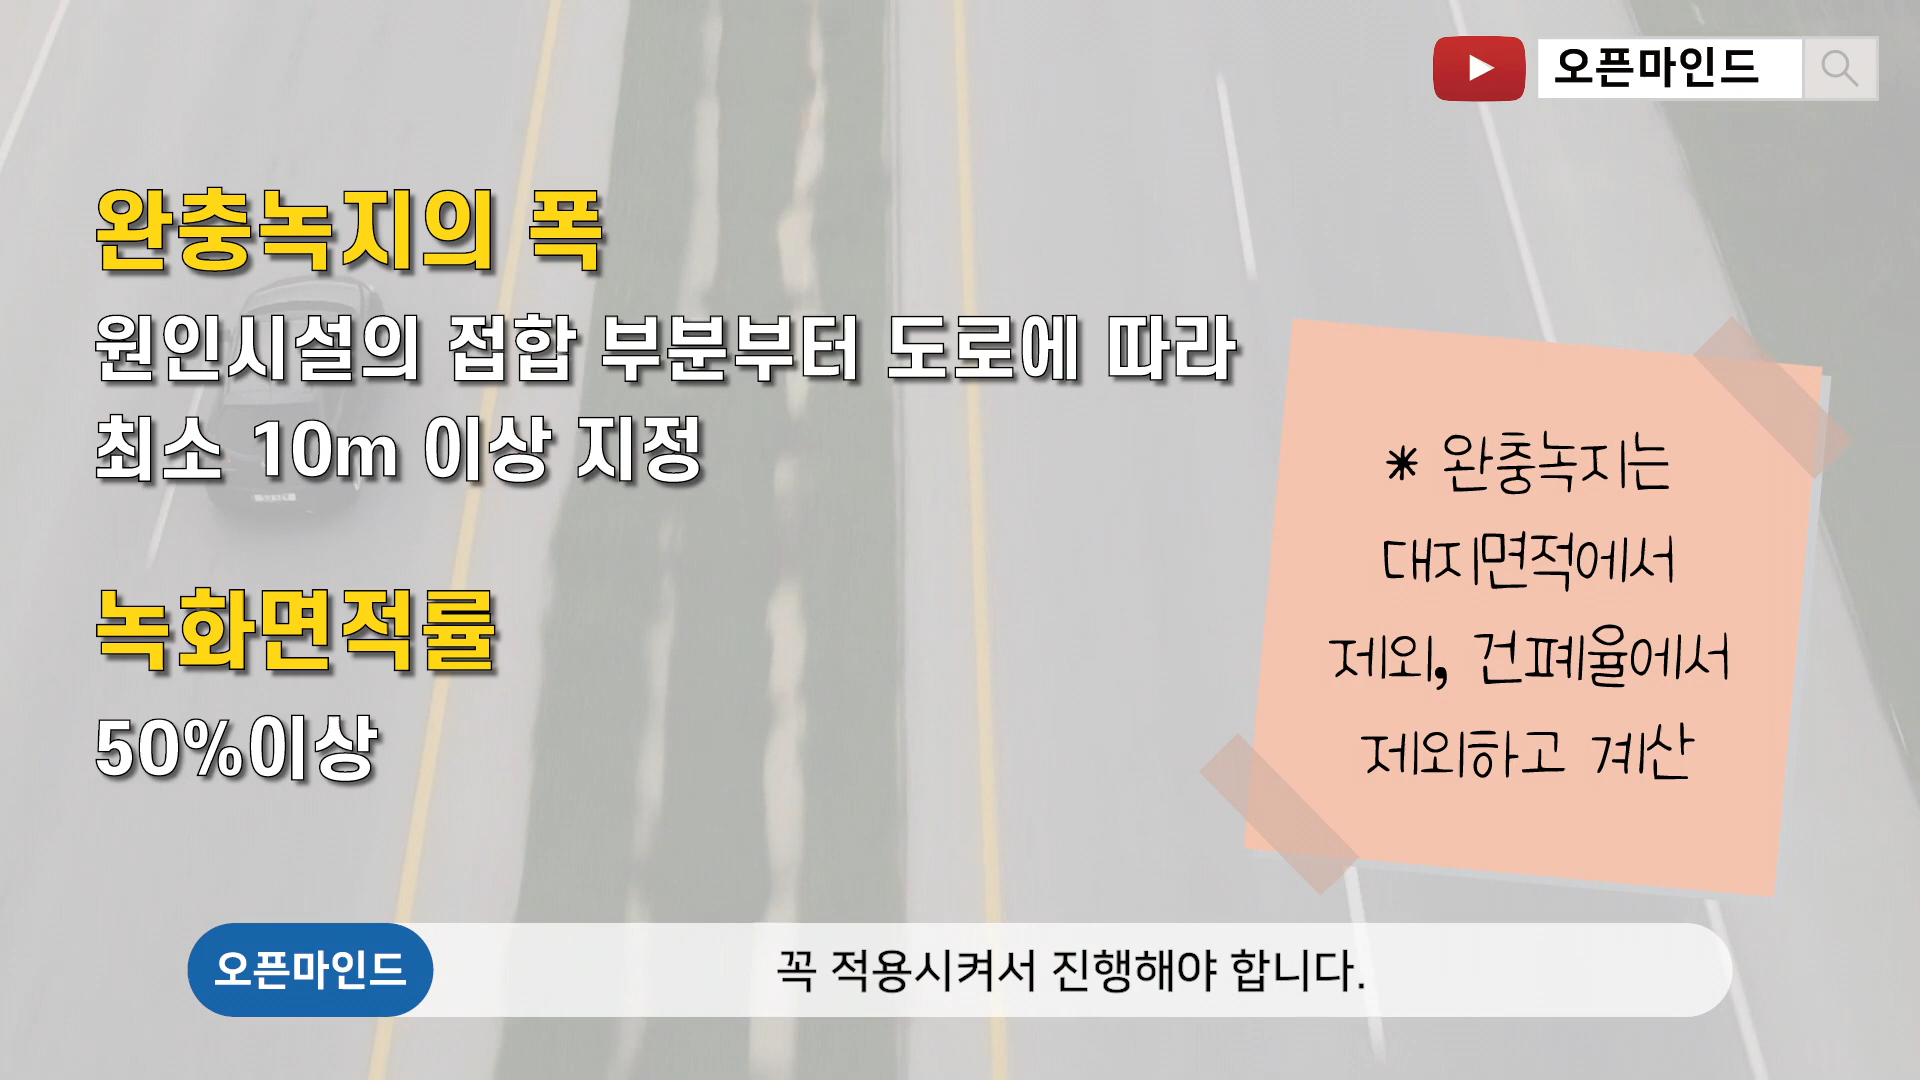 오픈마인드
완충녹지의 폭
원인시설의 접합 부분부터 도로에 따라
최소 10m 이상 지정
녹화면적률
50%이상
* 완충녹지는
대지면적에서
제외, 건폐율에서
제외하고 계산
오픈마인드
꼭 적용시켜서 진행해야 합니다.